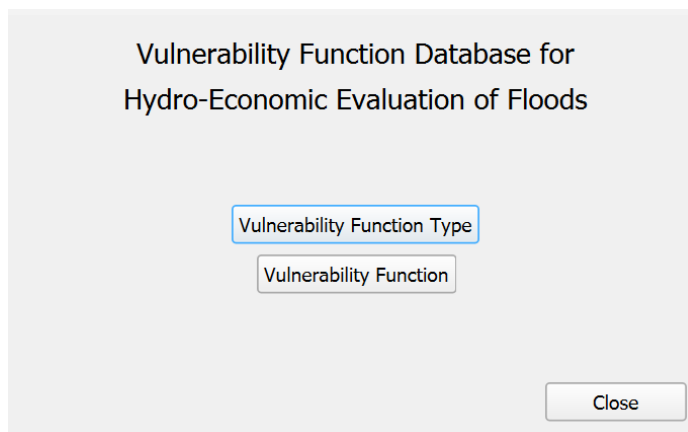 Vulnerability Function Database for
Hydro-Economic Evaluation of Floods
Vulnerability Function Type
Vulnerability Function
Close